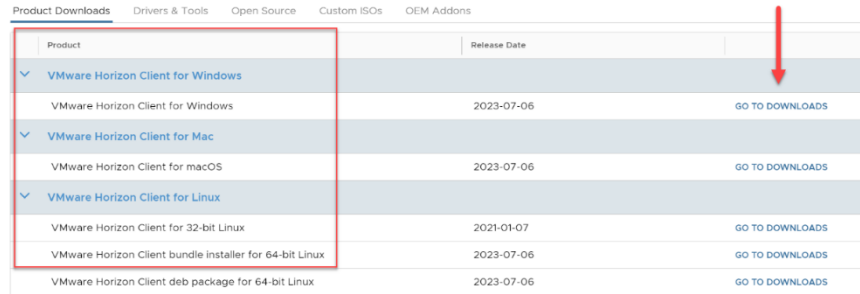 Product Downloads Drivers & Tools Open Source Custom ISOs OEM Addons
Product Release Date
VMware Horizon Client for Windows
VMware Horizon Client for Windows 2023-07-06 GO TO DOWNLOADS
VMware Horizon Client for Mac
VMware Horizon Client for macOS 2023-07-06 GO TO DOWNLOADS
VMware Horizon Client for Linux
VMware Horizon Client for 32-bit Linux 2021-01-07 GO TO DOWNLOADS
VMware Horizon Client bundle installer for 64-bit Linux 2023-07-06 GO TO DOWNLOADS
VMware Horizon Client deb package for 64-bit Linux 2023-07-06 GO TO DOWNLOADS